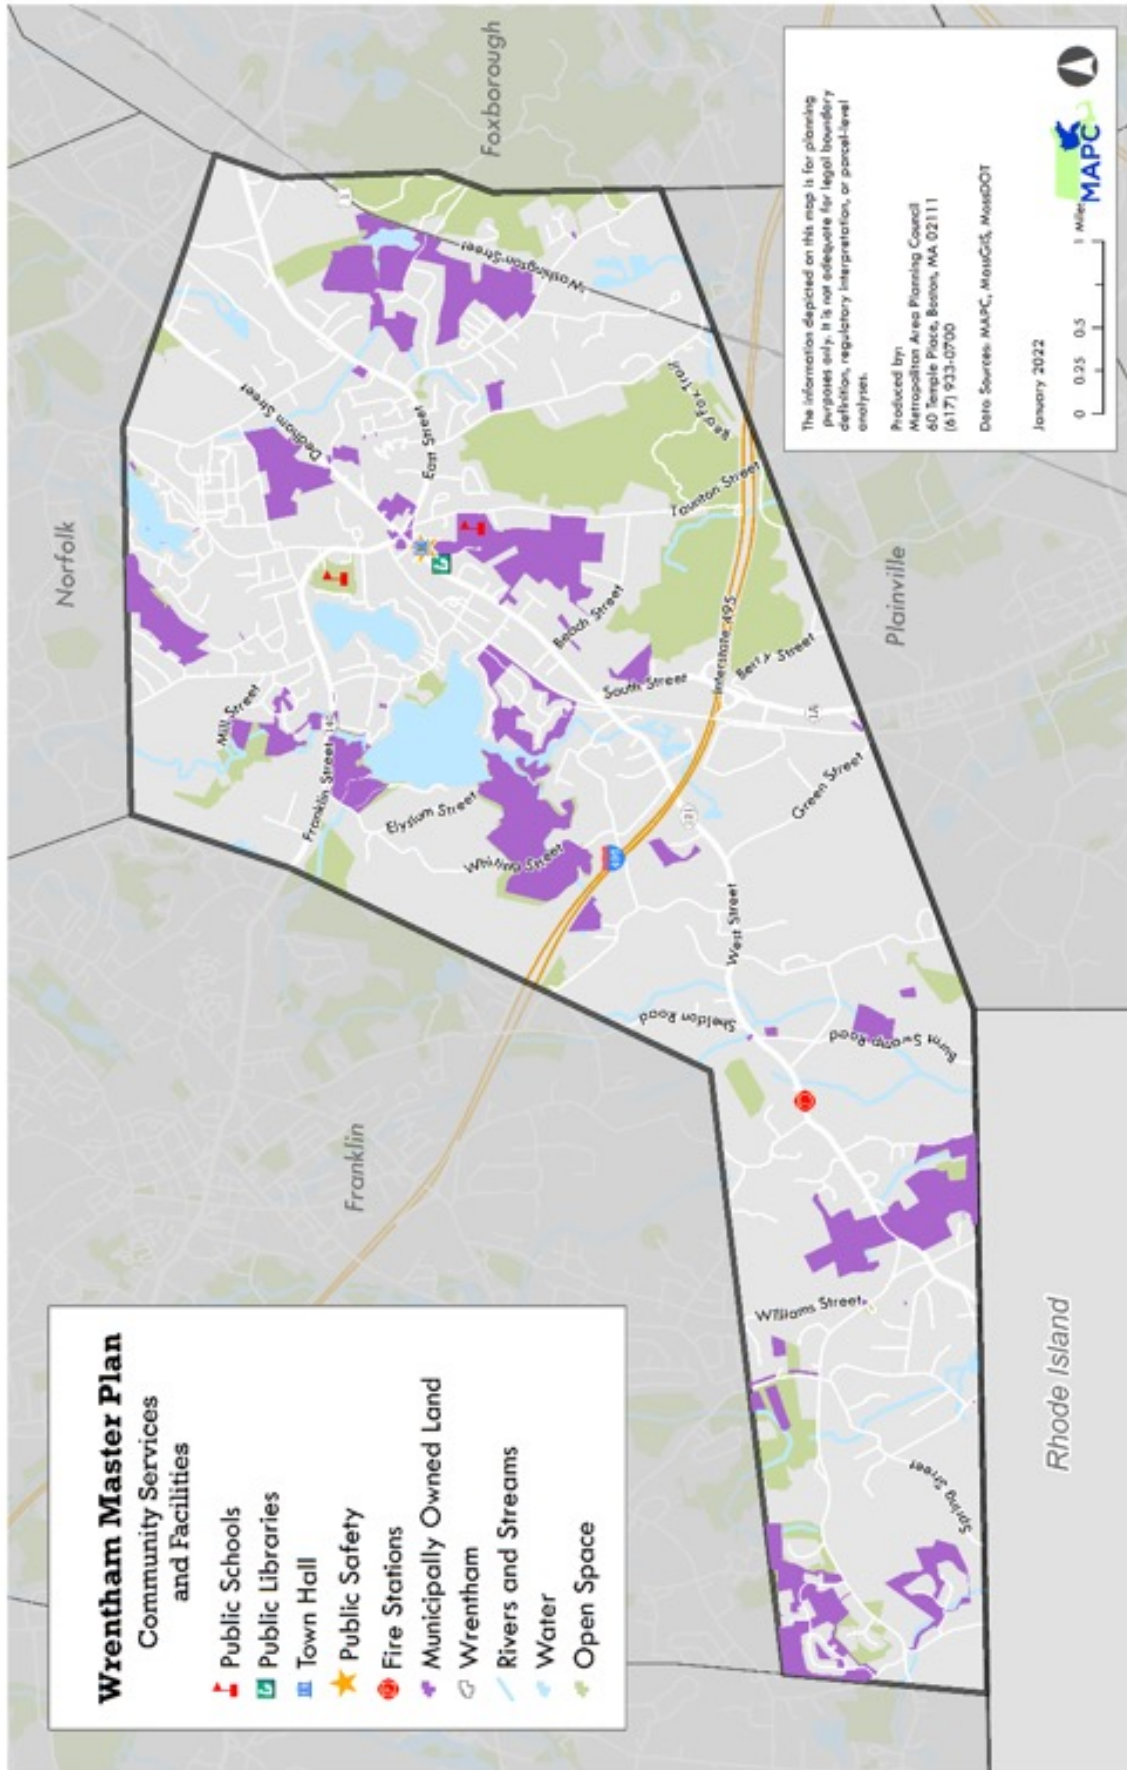 Wrentham Master Plan
Community Services
and Facilities
Public Schools
Public Libraries
Town Hall
Public Safety
Fire Stations
Municipally Owned Land
Wrentham
Rivers and Streams
Water
Open Space
Norfolk
Foxborough
Franklin
Plainville
Rhode Island
Mill Street
Franklin Street
Dedham Street
East Street
Washington Street
Elysium Street
Whiting Street
Beach Street
South Street
Taunton Street
Red Fox Trail
Interstate 495
495
Green Street
1A
West Street
Sheldon Road
Burnt Swamp Road
Williams Street
Spring Street
The information depicted on this map is for planning
purposes only. It is not adequate for legal boundary
definition, regulatory interpretation, or parcel-level
analyses.
Produced by:
Metropolitan Area Planning Council
60 Temple Place, Boston, MA 02111
(617) 933-0700
Data Sources: MAPC, MassGIS, MassDOT
January 2022
0 0.25 0.5 1 Miles
MAPC